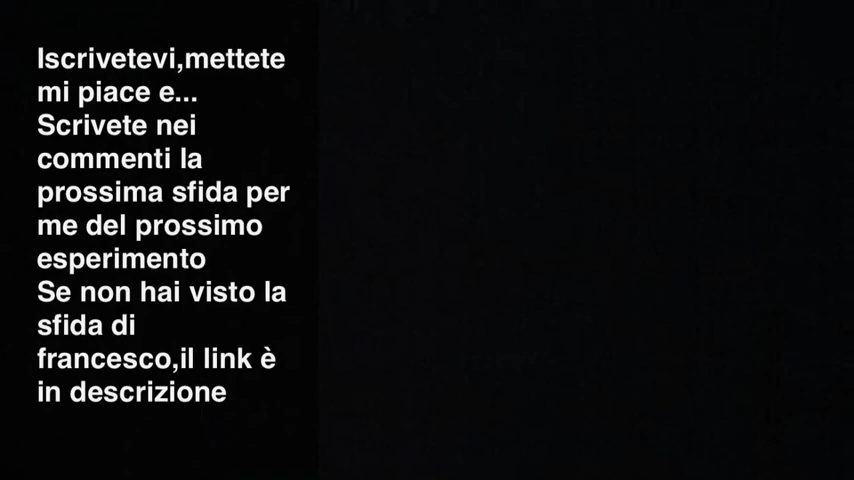 Iscrivetevi,mettete
mi piace e...
Scrivete nei
commenti la
prossima sfida per
me del prossimo
esperimento
Se non hai visto la
sfida di
francesco,il link è
in descrizione